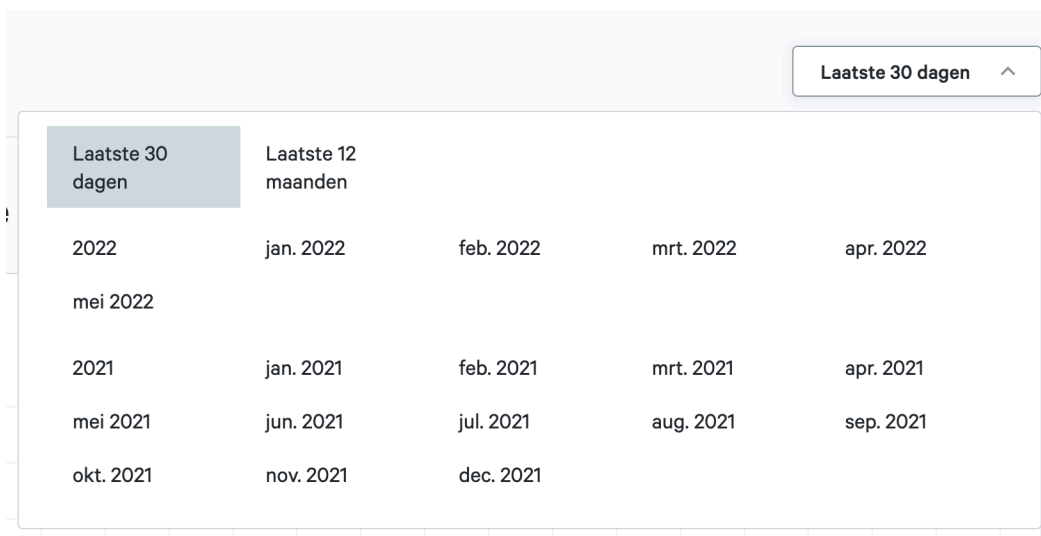 Laatste 30 dagen
Laatste 30
dagen
Laatste 12
maanden
2022 jan. 2022 feb. 2022 mrt. 2022 apr. 2022
mei 2022
2021 jan. 2021 feb. 2021 mrt. 2021 apr. 2021
mei 2021 jun. 2021 jul. 2021 aug. 2021 sep. 2021
okt. 2021 nov. 2021 dec. 2021